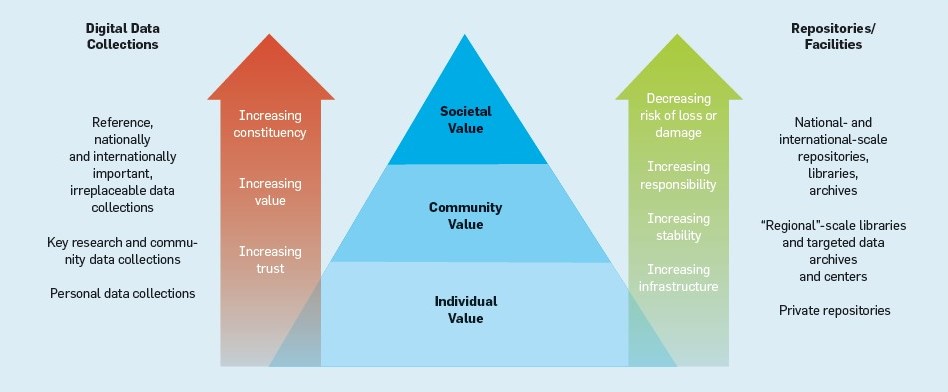 Digital Data
Collections
Reference,
nationally
and internationally
important,
irreplaceable data
collections
Key research and commu-
nity data collections
Personal data collections
Increasing
constituency
Increasing
value
Increasing
trust
Societal
Value
Community
Value
Individual
Value
Decreasing
risk of loss or
damage
Increasing
responsibility
Increasing
stability
Increasing
infrastructure
Repositories/
Facilities
National- and
international-scale
repositories,
libraries,
archives
“Regional”-scale libraries
and targeted data
archives
and centers
Private repositories